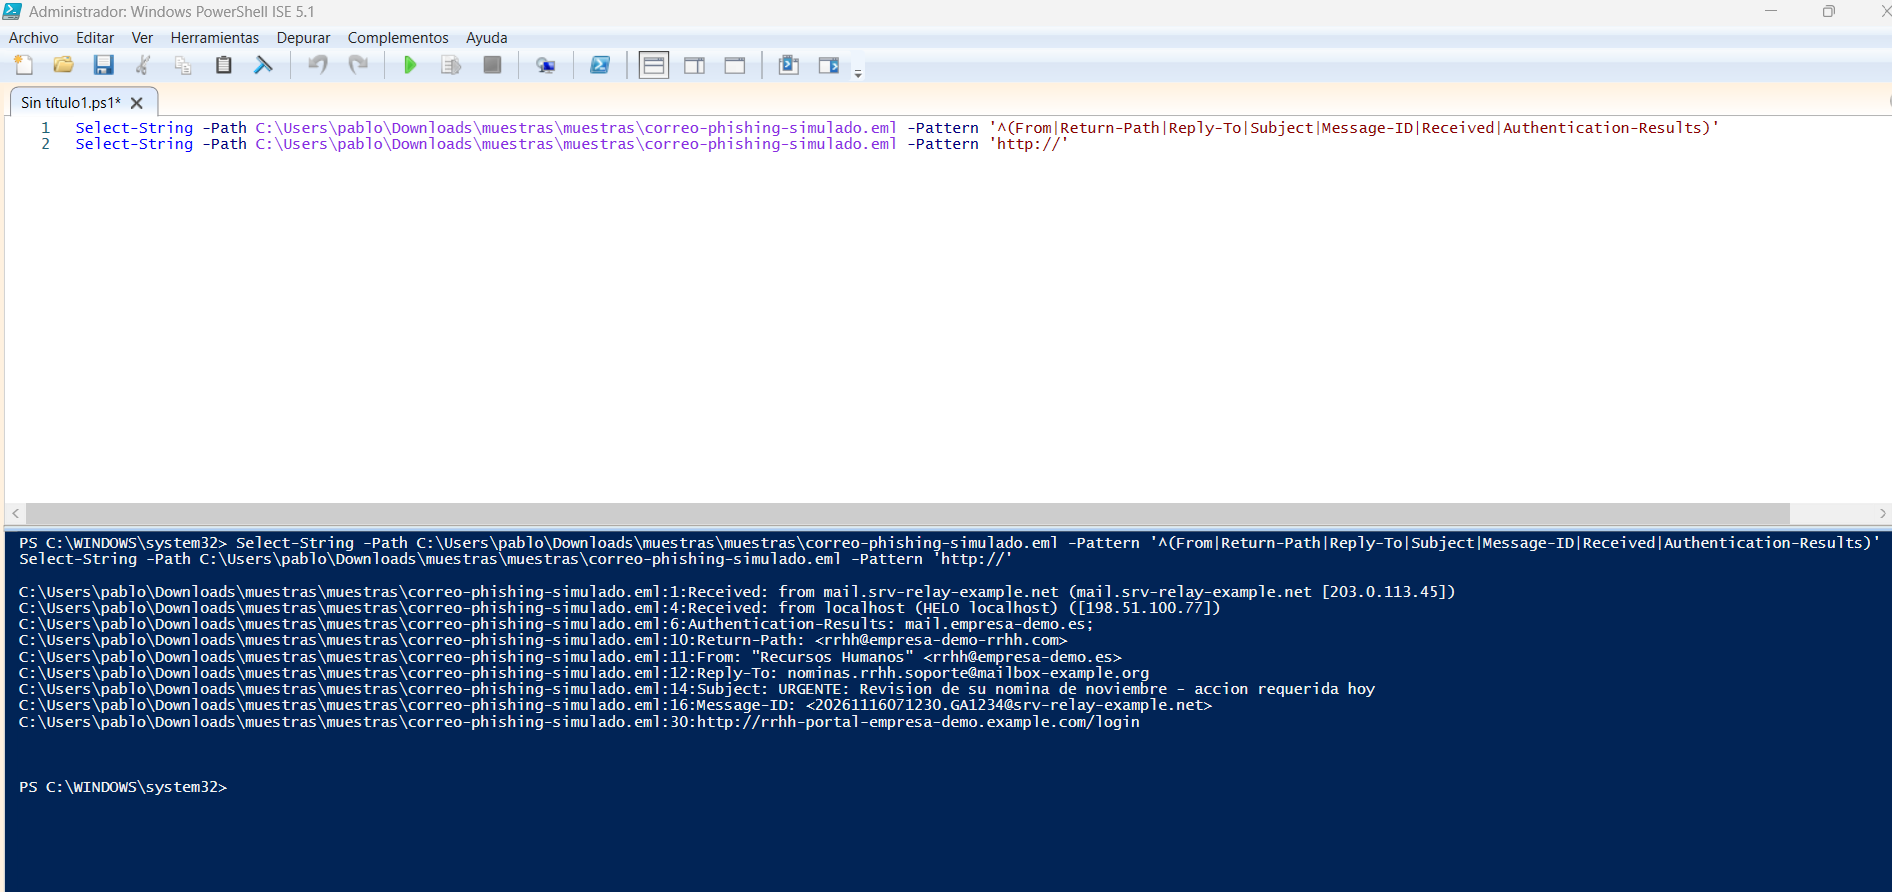 Administrador: Windows PowerShell ISE 5.1
Archivo Editar Ver Herramientas Depurar Complementos Ayuda
Sin título1.ps1*
1 Select-String -Path C:\Users\pablo\Downloads\muestras\muestras\correo-phishing-simulado.eml -Pattern '^(From|Return-Path|Reply-To|Subject|Message-ID|Received|Authentication-Results)'
2 Select-String -Path C:\Users\pablo\Downloads\muestras\muestras\correo-phishing-simulado.eml -Pattern 'http://'
PS C:\WINDOWS\system32> Select-String -Path C:\Users\pablo\Downloads\muestras\muestras\correo-phishing-simulado.eml -Pattern '^(From|Return-Path|Reply-To|Subject|Message-ID|Received|Authentication-Results)'
Select-String -Path C:\Users\pablo\Downloads\muestras\muestras\correo-phishing-simulado.eml -Pattern 'http://'
C:\Users\pablo\Downloads\muestras\muestras\correo-phishing-simulado.eml:1:Received: from mail.srv-relay-example.net (mail.srv-relay-example.net [203.0.113.45])
C:\Users\pablo\Downloads\muestras\muestras\correo-phishing-simulado.eml:4:Received: from localhost (HELO localhost) ([198.51.100.77])
C:\Users\pablo\Downloads\muestras\muestras\correo-phishing-simulado.eml:6:Authentication-Results: mail.empresa-demo.es;
C:\Users\pablo\Downloads\muestras\muestras\correo-phishing-simulado.eml:10:Return-Path: <rrhh@empresa-demo-rrhh.com>
C:\Users\pablo\Downloads\muestras\muestras\correo-phishing-simulado.eml:11:From: "Recursos Humanos" <rrhh@empresa-demo.es>
C:\Users\pablo\Downloads\muestras\muestras\correo-phishing-simulado.eml:12:Reply-To: nominas.rrhh.soporte@mailbox-example.org
C:\Users\pablo\Downloads\muestras\muestras\correo-phishing-simulado.eml:14:Subject: URGENTE: Revision de su nomina de noviembre - accion requerida hoy
C:\Users\pablo\Downloads\muestras\muestras\correo-phishing-simulado.eml:16:Message-ID: <20261116071230.GA1234@srv-relay-example.net>
C:\Users\pablo\Downloads\muestras\muestras\correo-phishing-simulado.eml:30:http://rrhh-portal-empresa-demo.example.com/login
PS C:\WINDOWS\system32>